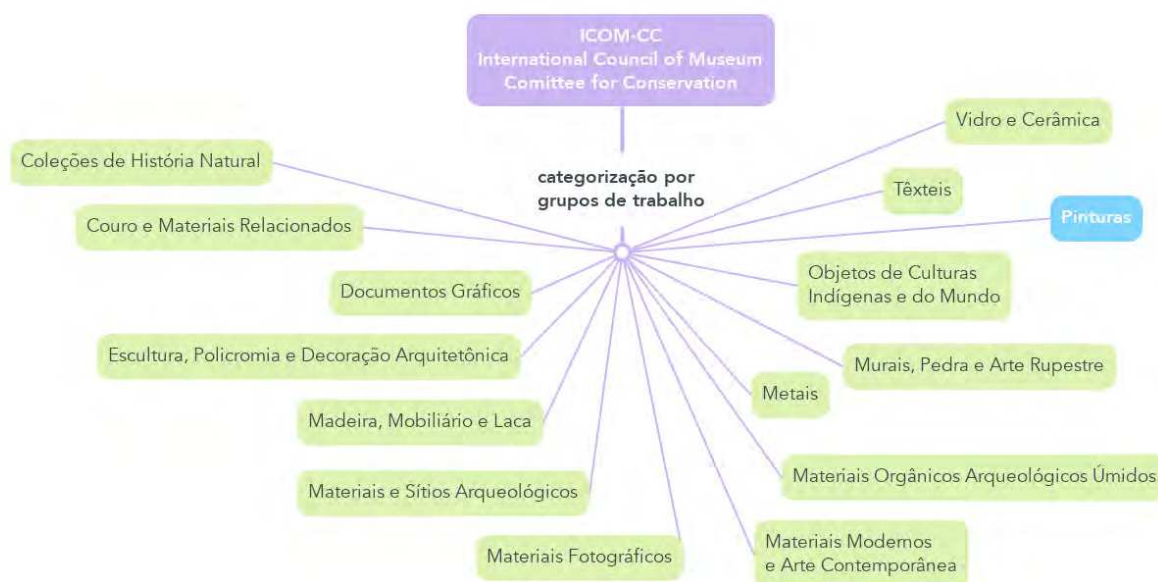 ICOM-CC
International Council of Museum
Comittee for Conservation
categorização por
grupos de trabalho
Coleções de História Natural
Couro e Materiais Relacionados
Documentos Gráficos
Escultura, Policromia e Decoração Arquitetônica
Madeira, Mobiliário e Laca
Materiais e Sítios Arqueológicos
Materiais Fotográficos
Vidro e Cerâmica
Têxteis
Pinturas
Objetos de Culturas
Indígenas e do Mundo
Murais, Pedra e Arte Rupestre
Metais
Materiais Orgânicos Arqueológicos Úmidos
Materiais Modernos
e Arte Contemporânea